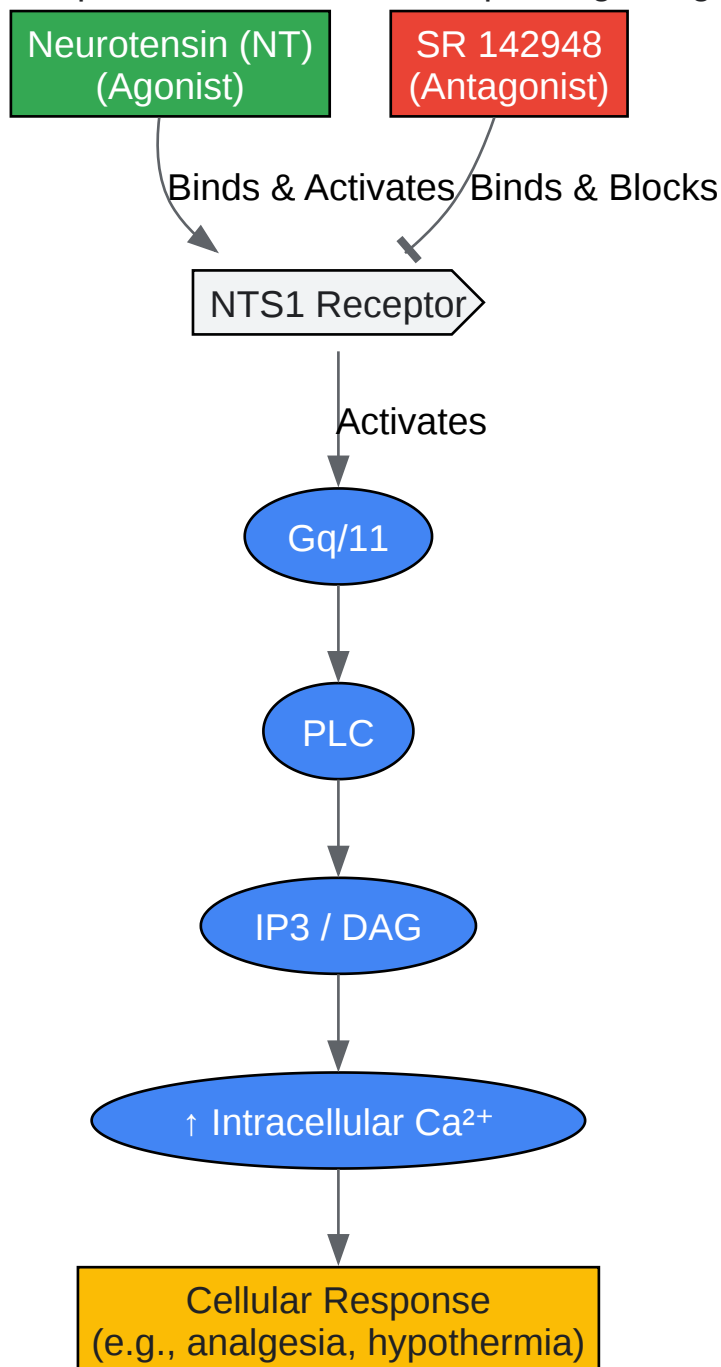 Neurotensin (NT)
(Agonist)
SR 142948
(Antagonist)
Binds & Activates
Binds & Blocks
NTS1 Receptor
Activates
Gq/11
PLC
IP3 / DAG
↑ Intracellular Ca²⁺
Cellular Response
(e.g., analgesia, hypothermia)